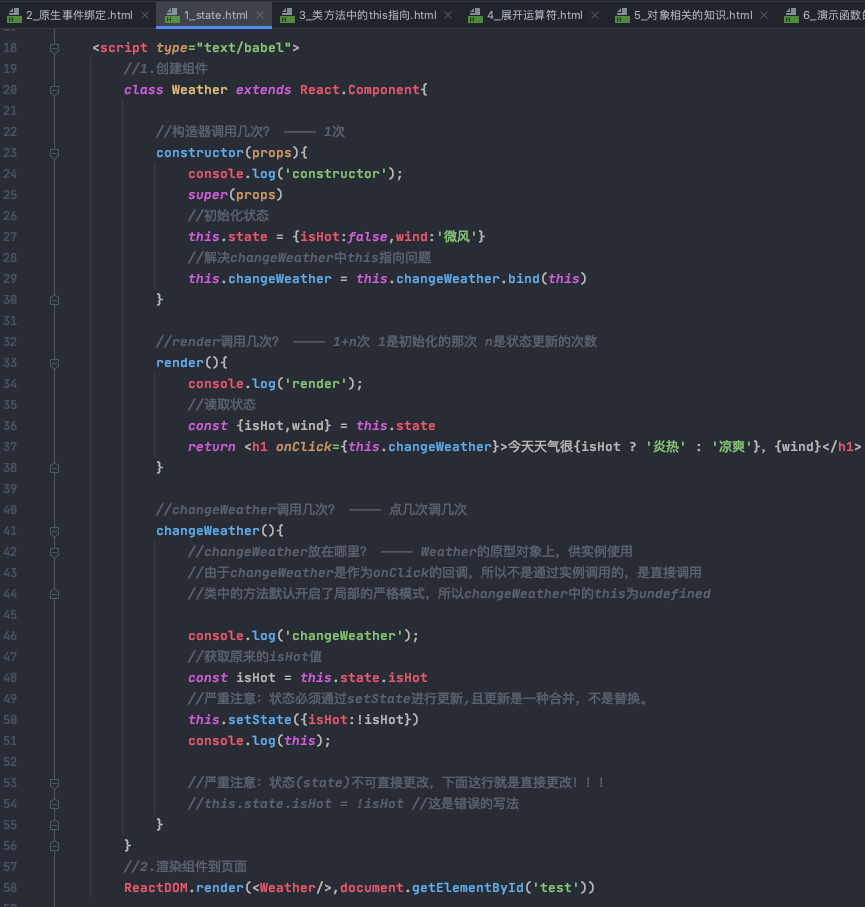 2_原生事件绑定.html 1_state.html 3_类方法中的this指向.html 4_展开运算符.html 5_对象相关的知识.html 6_演示函数的
18 <script type="text/babel">
19 //1.创建组件
20 class Weather extends React.Component{
21
22 //构造器调用几次? ———— 1次
23 constructor(props){
24 console.log('constructor');
25 super(props)
26 //初始化状态
27 this.state = {isHot:false,wind:'微风'}
28 //解决changeWeather中this指向问题
29 this.changeWeather = this.changeWeather.bind(this)
30 }
31
32 //render调用几次? ———— 1+n次 1是初始化的那次 n是状态更新的次数
33 render(){
34 console.log('render');
35 //读取状态
36 const {isHot,wind} = this.state
37 return <h1 onClick={this.changeWeather}>今天天气很{isHot ? '炎热' : '凉爽'}，{wind}</h1>
38 }
39
40 //changeWeather调用几次? ———— 点几次调几次
41 changeWeather(){
42 //changeWeather放在哪里? ———— Weather的原型对象上，供实例使用
43 //由于changeWeather是作为onClick的回调，所以不是通过实例调用的，是直接调用
44 //类中的方法默认开启了局部的严格模式，所以changeWeather中的this为undefined
45
46 console.log('changeWeather');
47 //获取原来的isHot值
48 const isHot = this.state.isHot
49 //严重注意：状态必须通过setState进行更新,且更新是一种合并，不是替换。
50 this.setState({isHot:!isHot})
51 console.log(this);
52
53 //严重注意：状态(state)不可直接更改，下面这行就是直接更改！！！
54 //this.state.isHot = !isHot //这是错误的写法
55 }
56 }
57 //2.渲染组件到页面
58 ReactDOM.render(<Weather/>,document.getElementById('test'))